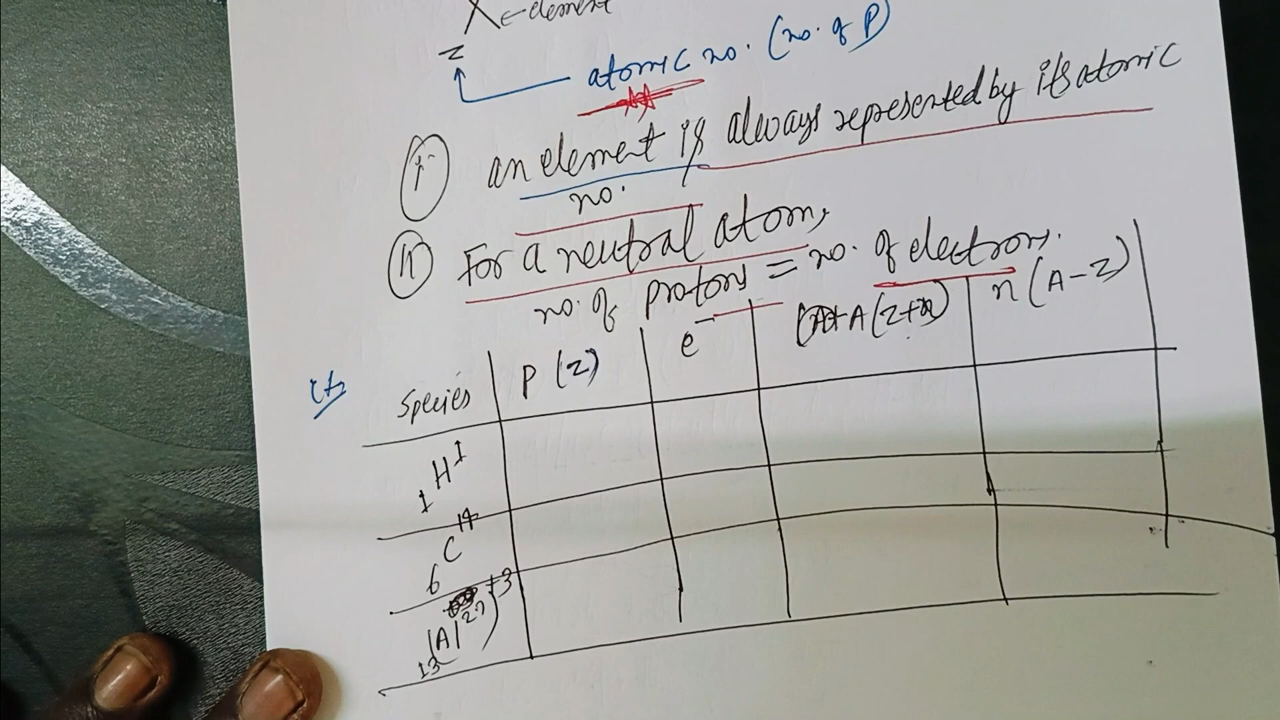 X ← element
Z
atomic no. (no. of P)
(i) an element is always represented by its atomic
no.
(ii) For a neutral atom,
no. of protons = no. of electrons.
Ex
Species P (Z) e⁻ A (Z+n) n (A-Z)
₁H¹
₆C¹⁴
(₁₃Al²⁷)⁺³